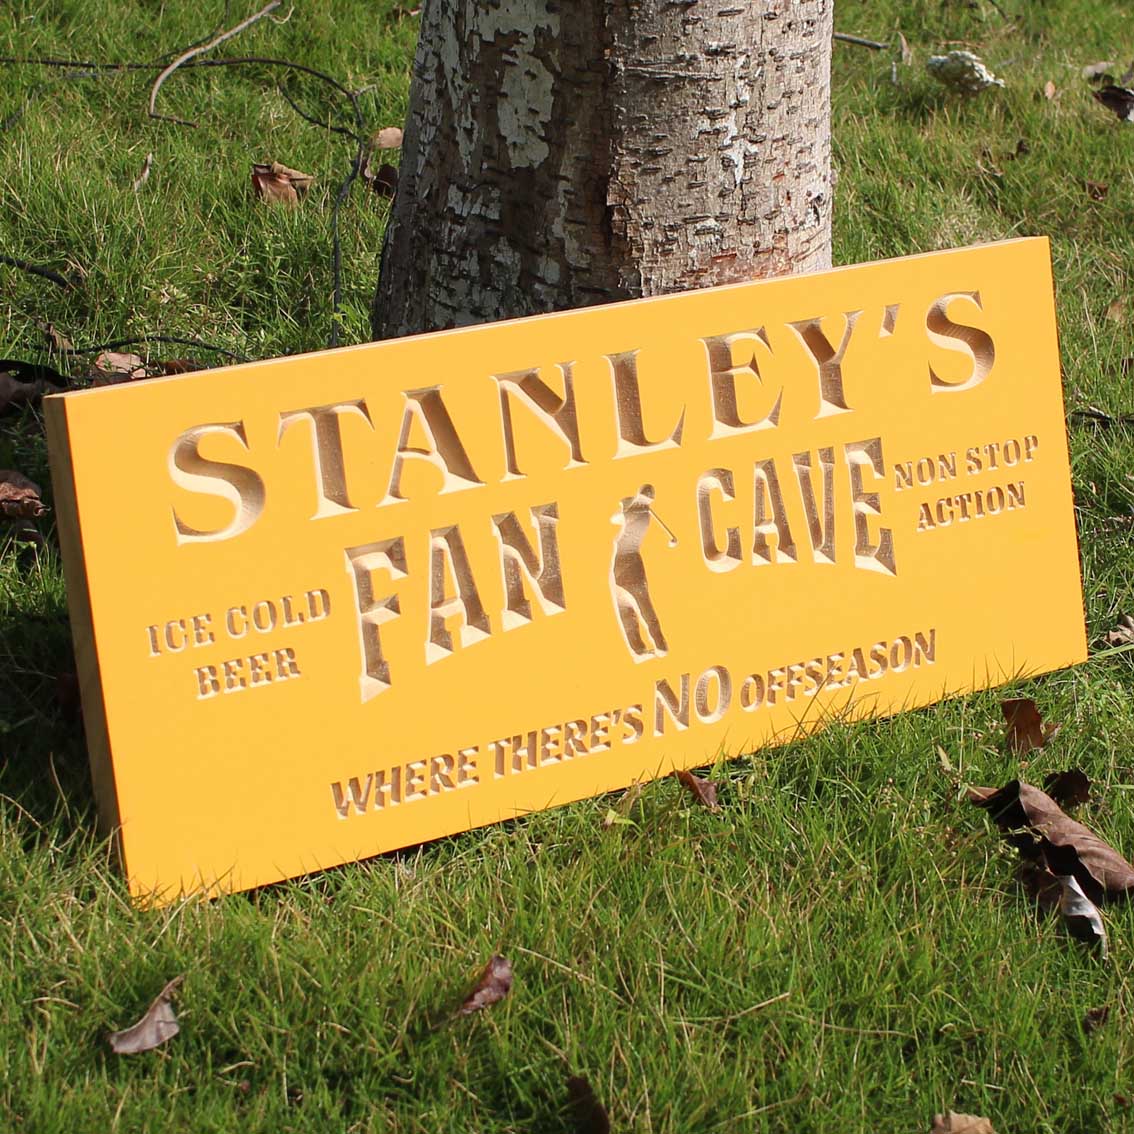 STANLEY'S
FAN CAVE
ICE COLD
BEER
NON STOP
ACTION
WHERE THERE'S NO OFFSEASON